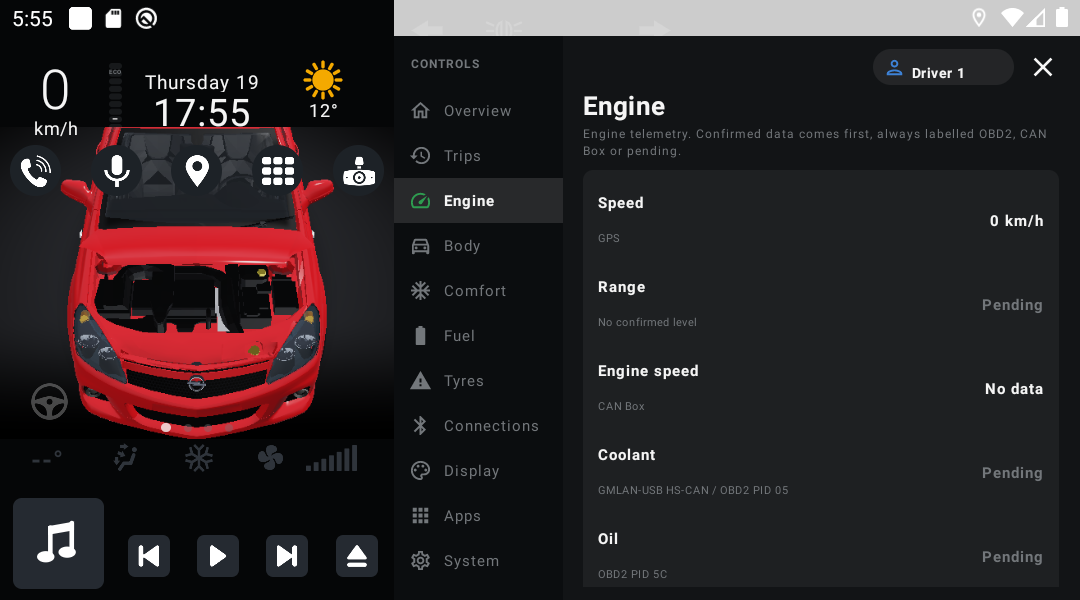 5:55
0
km/h
ECO
Thursday 19
17:55
12°
--°
CONTROLS
Overview
Trips
Engine
Body
Comfort
Fuel
Tyres
Connections
Display
Apps
System
Driver 1
Engine
Engine telemetry. Confirmed data comes first, always labelled OBD2, CAN
Box or pending.
Speed
0 km/h
GPS
Range
Pending
No confirmed level
Engine speed
No data
CAN Box
Coolant
Pending
GMLAN-USB HS-CAN / OBD2 PID 05
Oil
Pending
OBD2 PID 5C